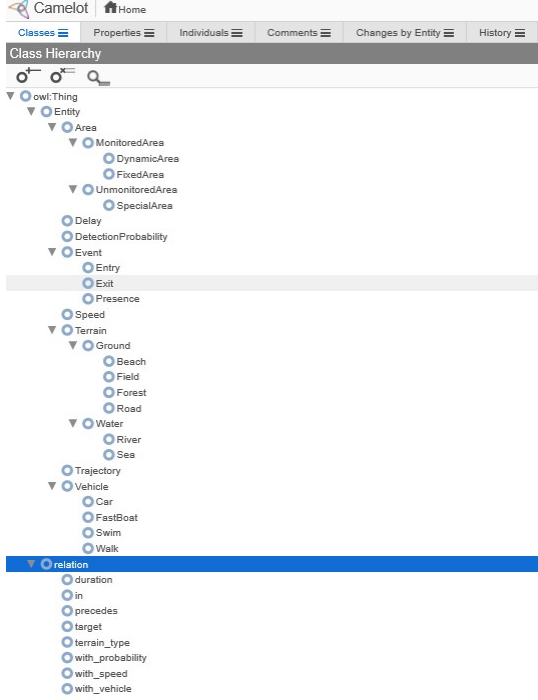 Camelot Home
Classes Properties Individuals Comments Changes by Entity History
Class Hierarchy
owl:Thing
Entity
Area
MonitoredArea
DynamicArea
FixedArea
UnmonitoredArea
SpecialArea
Delay
DetectionProbability
Event
Entry
Exit
Presence
Speed
Terrain
Ground
Beach
Field
Forest
Road
Water
River
Sea
Trajectory
Vehicle
Car
FastBoat
Swim
Walk
relation
duration
in
precedes
target
terrain_type
with_probability
with_speed
with_vehicle